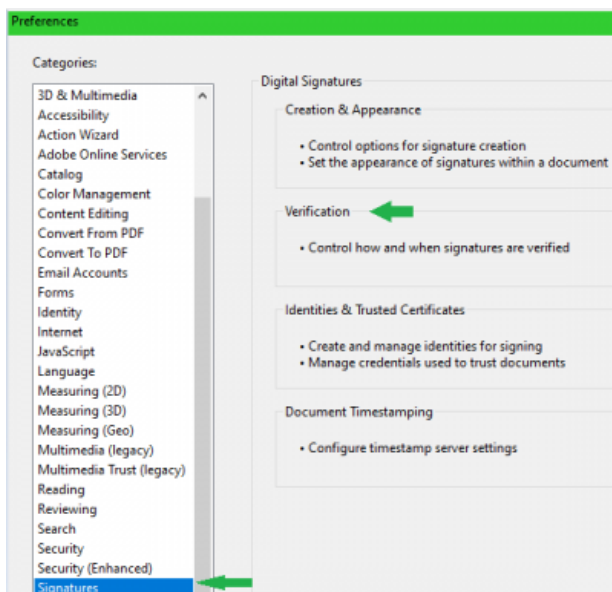 Preferences
Categories:
3D & Multimedia
Accessibility
Action Wizard
Adobe Online Services
Catalog
Color Management
Content Editing
Convert From PDF
Convert To PDF
Email Accounts
Forms
Identity
Internet
JavaScript
Language
Measuring (2D)
Measuring (3D)
Measuring (Geo)
Multimedia (legacy)
Multimedia Trust (legacy)
Reading
Reviewing
Search
Security
Security (Enhanced)
Signatures
Digital Signatures
Creation & Appearance
• Control options for signature creation
• Set the appearance of signatures within a document
Verification
• Control how and when signatures are verified
Identities & Trusted Certificates
• Create and manage identities for signing
• Manage credentials used to trust documents
Document Timestamping
• Configure timestamp server settings